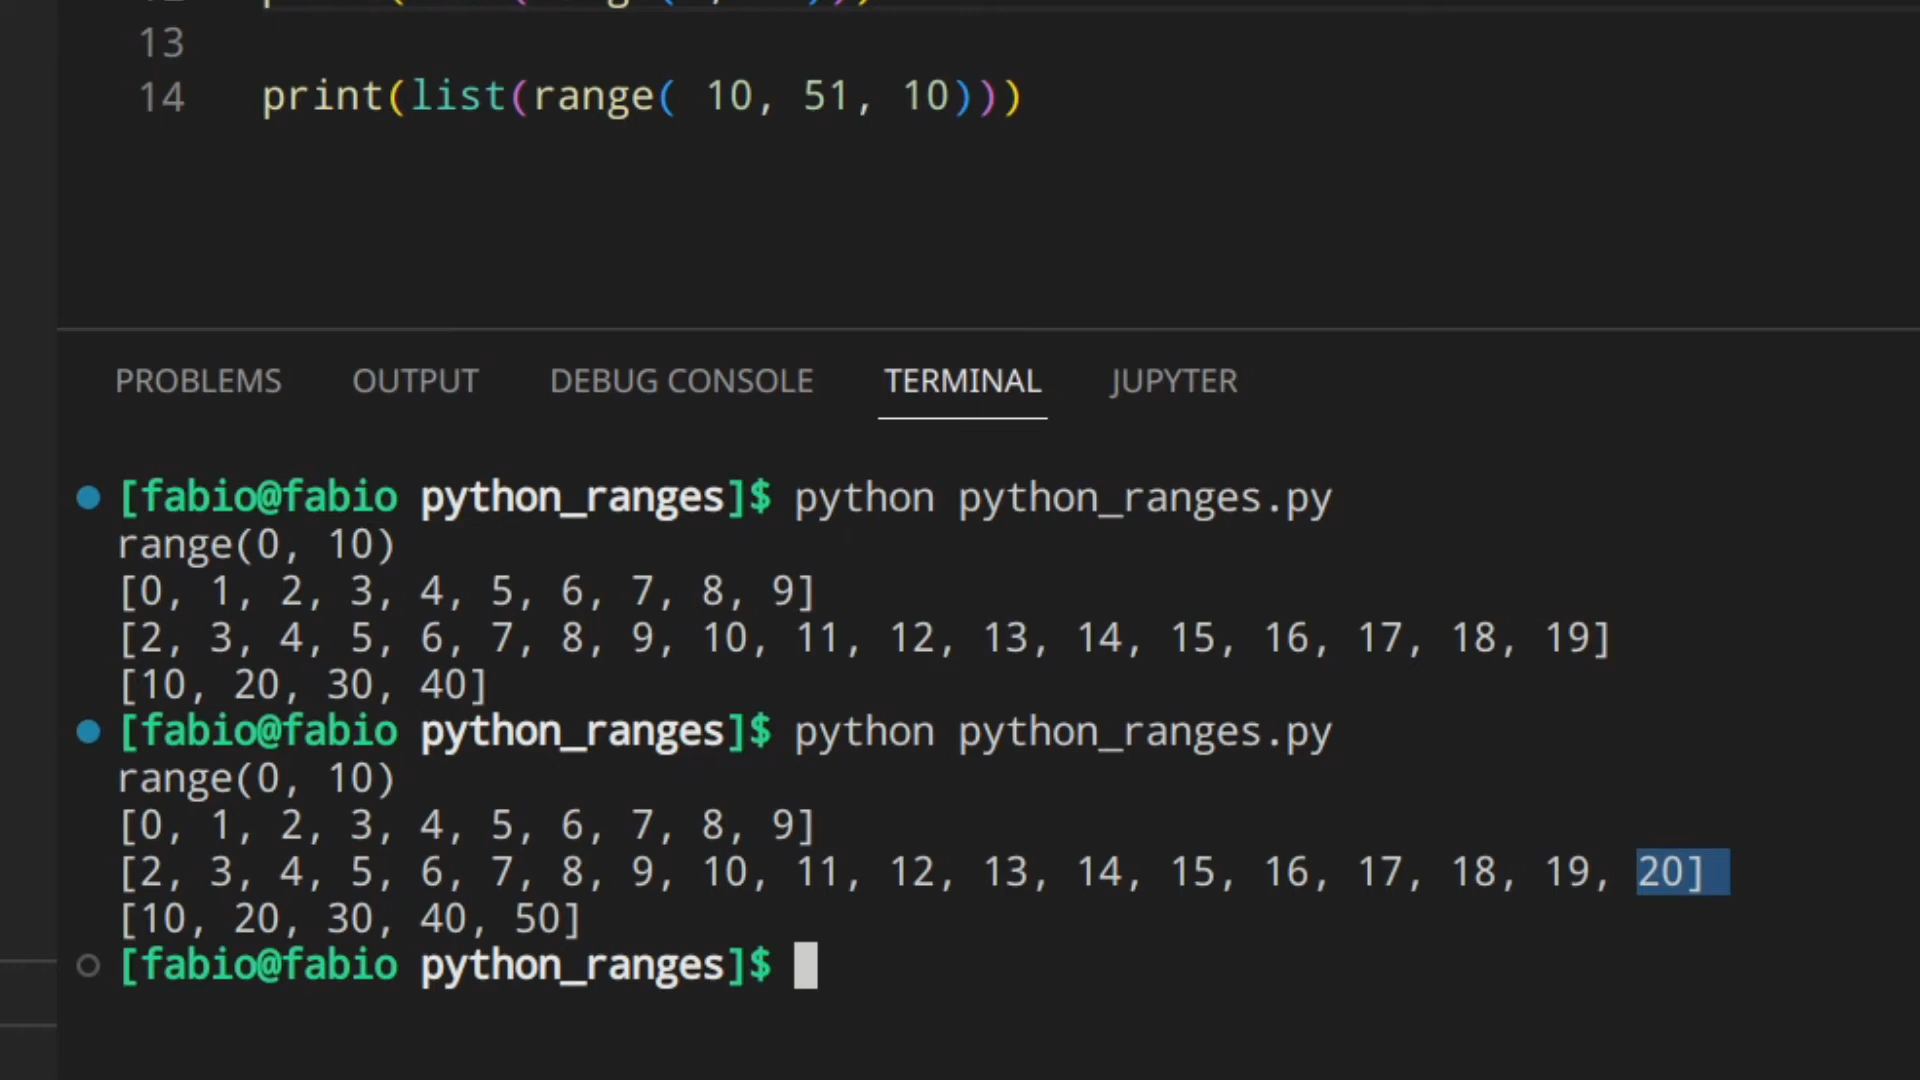 13
14 print(list(range( 10, 51, 10)))
PROBLEMS OUTPUT DEBUG CONSOLE TERMINAL JUPYTER
[fabio@fabio python_ranges]$ python python_ranges.py
range(0, 10)
[0, 1, 2, 3, 4, 5, 6, 7, 8, 9]
[2, 3, 4, 5, 6, 7, 8, 9, 10, 11, 12, 13, 14, 15, 16, 17, 18, 19]
[10, 20, 30, 40]
[fabio@fabio python_ranges]$ python python_ranges.py
range(0, 10)
[0, 1, 2, 3, 4, 5, 6, 7, 8, 9]
[2, 3, 4, 5, 6, 7, 8, 9, 10, 11, 12, 13, 14, 15, 16, 17, 18, 19, 20]
[10, 20, 30, 40, 50]
[fabio@fabio python_ranges]$